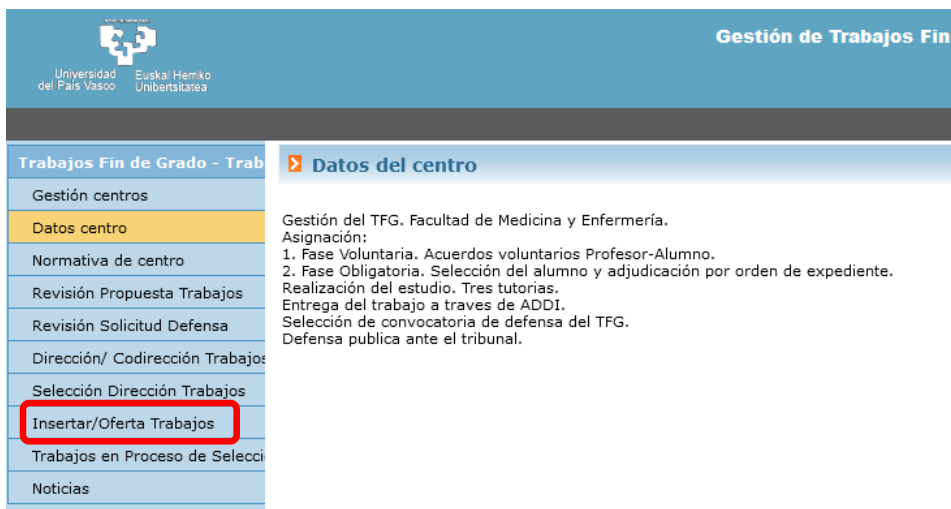 Universidad del País Vasco
Euskal Herriko Unibertsitatea
Gestión de Trabajos Fin
Trabajos Fin de Grado - Trab
Gestión centros
Datos centro
Normativa de centro
Revisión Propuesta Trabajos
Revisión Solicitud Defensa
Dirección/ Codirección Trabajos
Selección Dirección Trabajos
Insertar/Oferta Trabajos
Trabajos en Proceso de Selecci
Noticias
Datos del centro
Gestión del TFG. Facultad de Medicina y Enfermería.
Asignación:
1. Fase Voluntaria. Acuerdos voluntarios Profesor-Alumno.
2. Fase Obligatoria. Selección del alumno y adjudicación por orden de expediente.
Realización del estudio. Tres tutorias.
Entrega del trabajo a traves de ADDI.
Selección de convocatoria de defensa del TFG.
Defensa publica ante el tribunal.